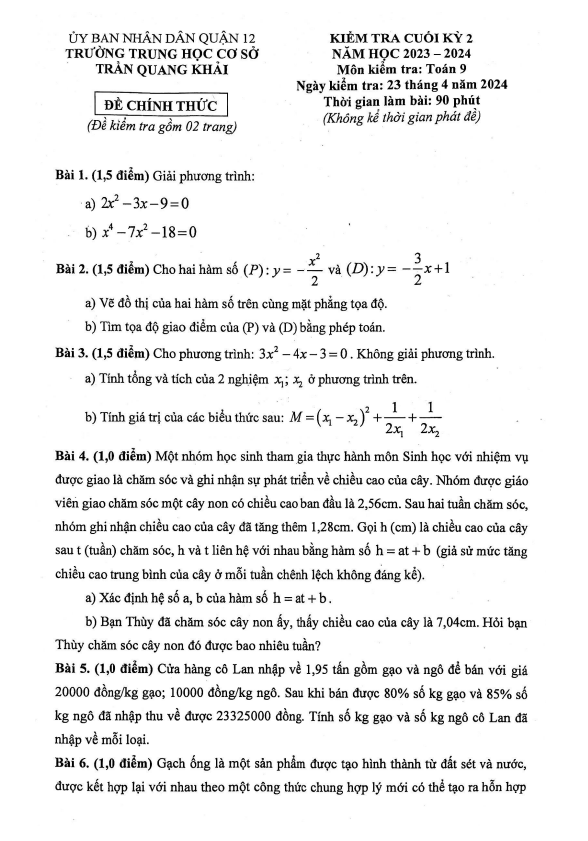 ỦY BAN NHÂN DÂN QUẬN 12
TRƯỜNG TRUNG HỌC CƠ SỞ
TRẦN QUANG KHẢI
ĐỀ CHÍNH THỨC
(Đề kiểm tra gồm 02 trang)
KIỂM TRA CUỐI KỲ 2
NĂM HỌC 2023 – 2024
Môn kiểm tra: Toán 9
Ngày kiểm tra: 23 tháng 4 năm 2024
Thời gian làm bài: 90 phút
(Không kể thời gian phát đề)
Bài 1. (1,5 điểm) Giải phương trình:
a) 2x² −3x−9=0
b) x⁴ −7x² −18=0
Bài 2. (1,5 điểm) Cho hai hàm số (P): y = −x²/2 và (D): y = −3/2x+1
a) Vẽ đồ thị của hai hàm số trên cùng mặt phẳng tọa độ.
b) Tìm tọa độ giao điểm của (P) và (D) bằng phép toán.
Bài 3. (1,5 điểm) Cho phương trình: 3x² −4x−3=0. Không giải phương trình.
a) Tính tổng và tích của 2 nghiệm x₁; x₂ ở phương trình trên.
b) Tính giá trị của các biểu thức sau: M = (x₁ − x₂)² + 1/2x₁ + 1/2x₂
Bài 4. (1,0 điểm) Một nhóm học sinh tham gia thực hành môn Sinh học với nhiệm vụ
được giao là chăm sóc và ghi nhận sự phát triển về chiều cao của cây. Nhóm được giáo
viên giao chăm sóc một cây non có chiều cao ban đầu là 2,56cm. Sau hai tuần chăm sóc,
nhóm ghi nhận chiều cao của cây đã tăng thêm 1,28cm. Gọi h (cm) là chiều cao của cây
sau t (tuần) chăm sóc, h và t liên hệ với nhau bằng hàm số h = at + b (giả sử mức tăng
chiều cao trung bình của cây ở mỗi tuần chênh lệch không đáng kể).
a) Xác định hệ số a, b của hàm số h = at + b.
b) Bạn Thùy đã chăm sóc cây non ấy, thấy chiều cao của cây là 7,04cm. Hỏi bạn
Thùy chăm sóc cây non đó được bao nhiêu tuần?
Bài 5. (1,0 điểm) Cửa hàng cô Lan nhập về 1,95 tấn gồm gạo và ngô để bán với giá
20000 đồng/kg gạo; 10000 đồng/kg ngô. Sau khi bán được 80% số kg gạo và 85% số
kg ngô đã nhập thu về được 23325000 đồng. Tính số kg gạo và số kg ngô cô Lan đã
nhập về mỗi loại.
Bài 6. (1,0 điểm) Gạch ống là một sản phẩm được tạo hình thành từ đất sét và nước,
được kết hợp lại với nhau theo một công thức chung hợp lý mới có thể tạo ra hỗn hợp